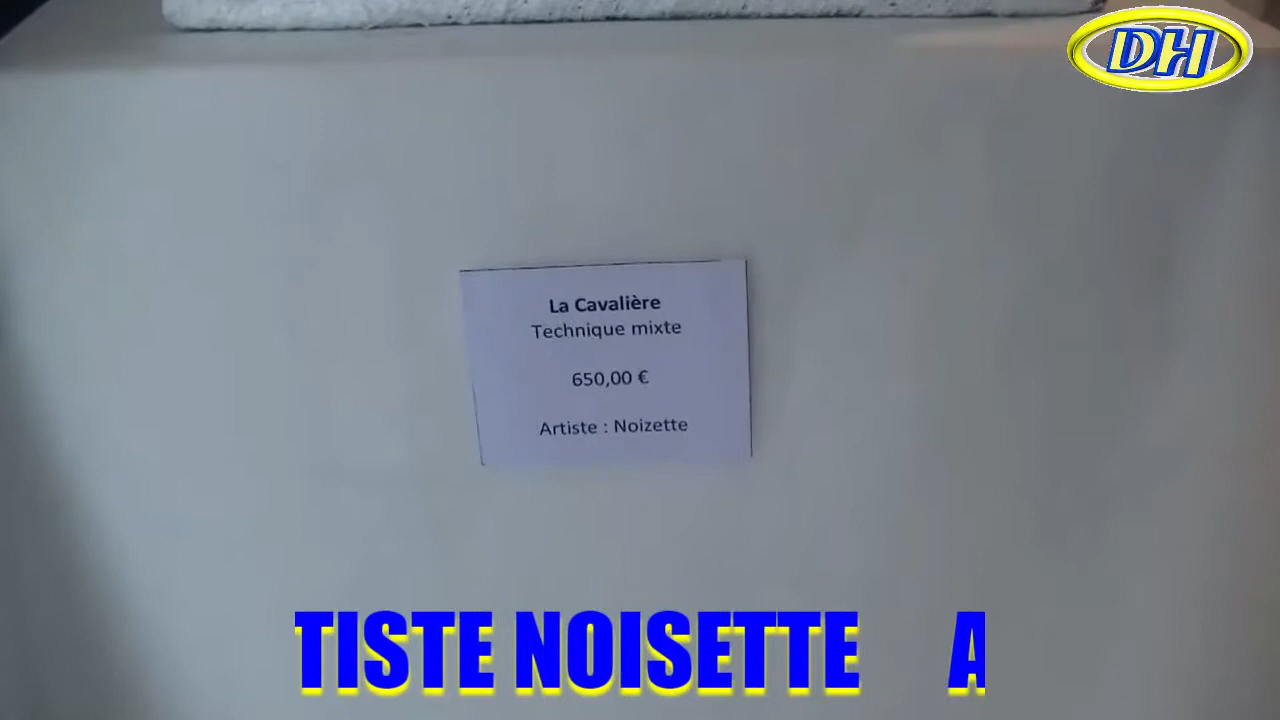 DH
La Cavalière
Technique mixte
650,00 €
Artiste : Noizette
TISTE NOISETTE A